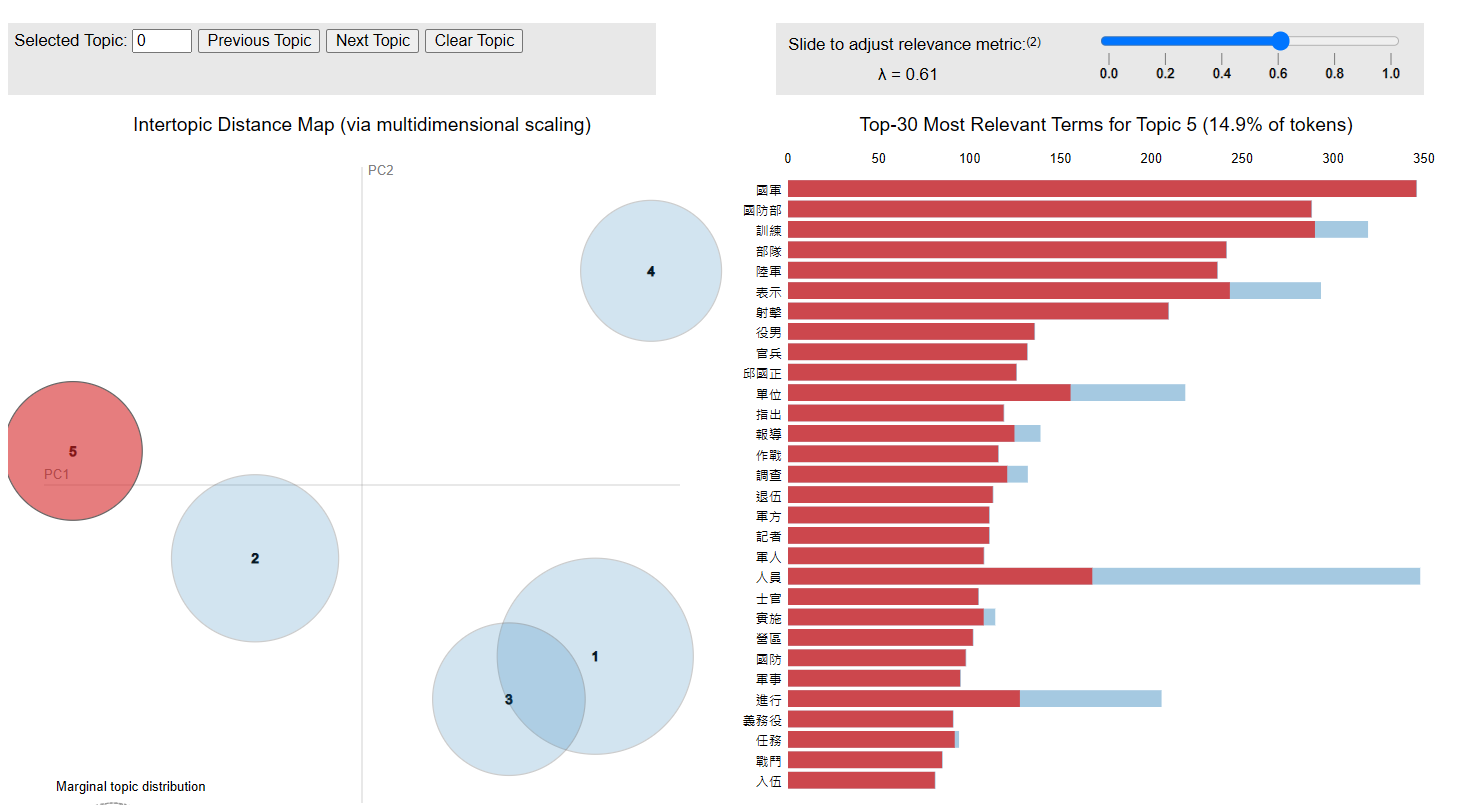 Selected Topic: 0 Previous Topic Next Topic Clear Topic
Slide to adjust relevance metric:(2)
λ = 0.61
0.0 0.2 0.4 0.6 0.8 1.0
Intertopic Distance Map (via multidimensional scaling)
PC2
PC1
4
5
2
1
3
Marginal topic distribution
Top-30 Most Relevant Terms for Topic 5 (14.9% of tokens)
0 50 100 150 200 250 300 350
國軍
國防部
訓練
部隊
陸軍
表示
射擊
役男
官兵
邱國正
單位
指出
報導
作戰
調查
退伍
軍方
記者
軍人
人員
士官
實施
營區
國防
軍事
進行
義務役
任務
戰鬥
入伍